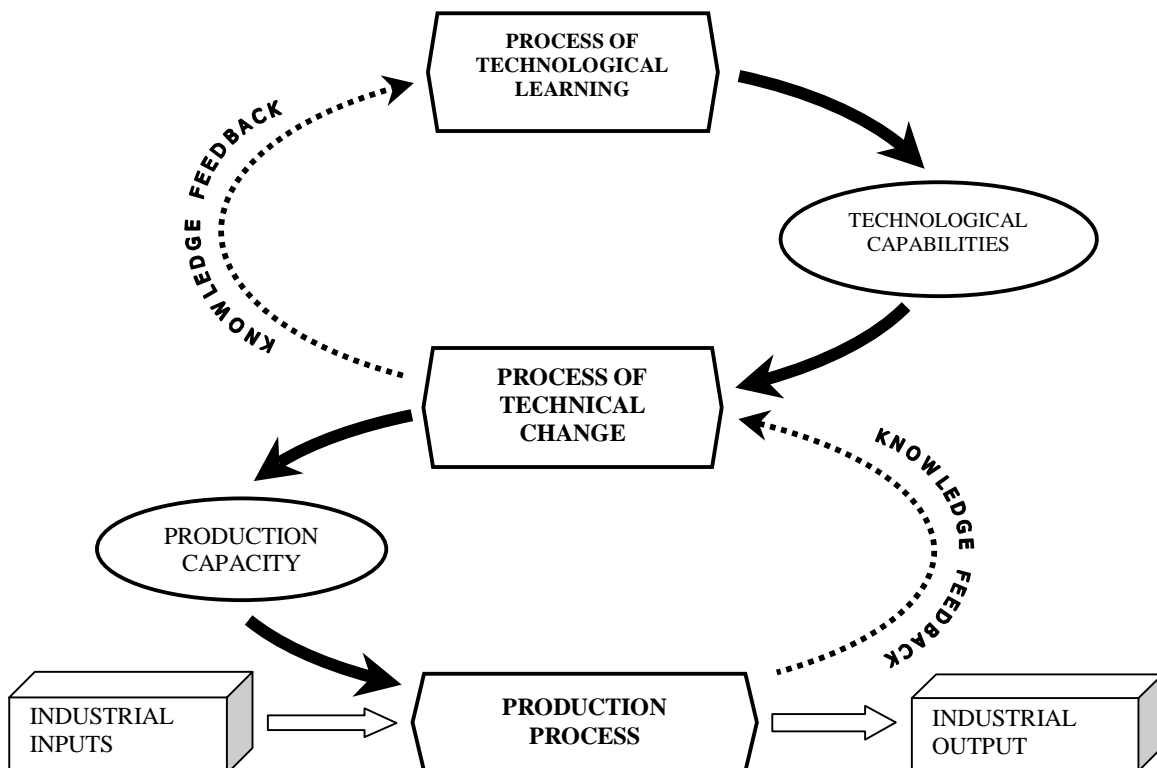 PROCESS OF
TECHNOLOGICAL
LEARNING
KNOWLEDGE FEEDBACK
TECHNOLOGICAL
CAPABILITIES
PROCESS OF
TECHNICAL
CHANGE
KNOWLEDGE FEEDBACK
PRODUCTION
CAPACITY
INDUSTRIAL
INPUTS
PRODUCTION
PROCESS
INDUSTRIAL
OUTPUT